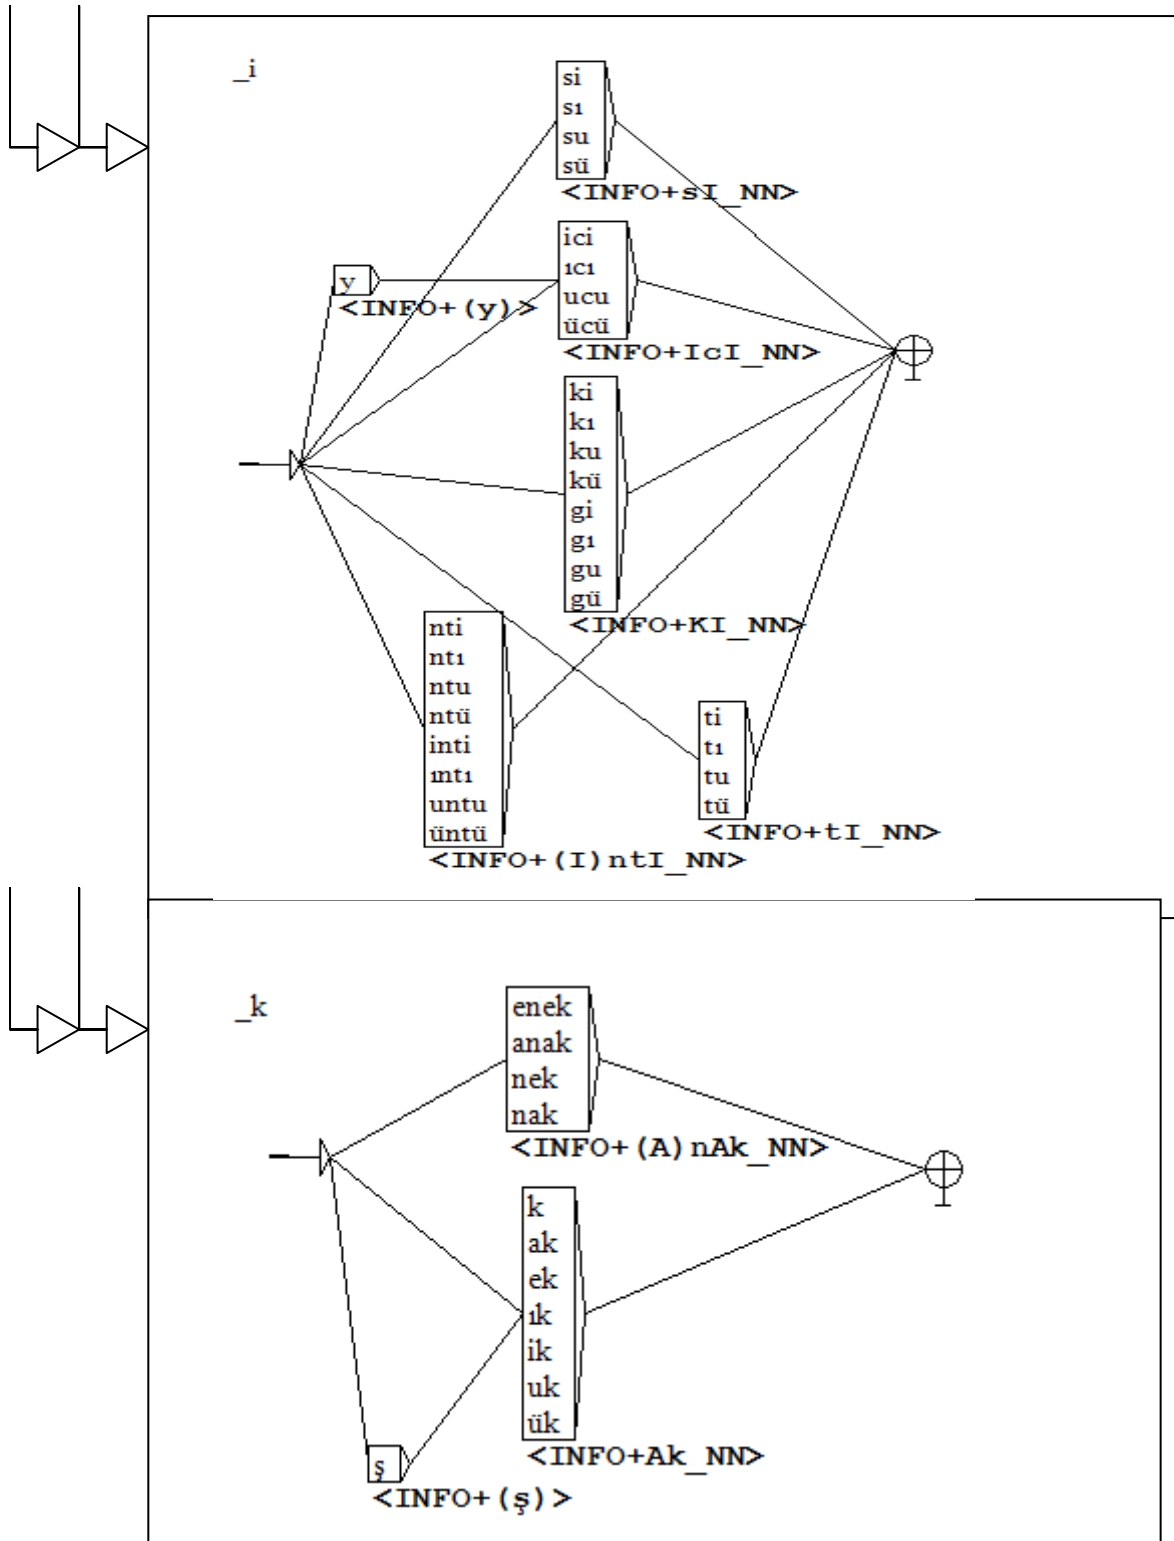 _i
si
sı
su
sü
<INFO+sI_NN>
y
<INFO+(y)>
ici
ıcı
ucu
ücü
<INFO+IcI_NN>
ki
kı
ku
kü
gi
gı
gu
gü
<INFO+KI_NN>
nti
ntı
ntu
ntü
inti
ıntı
untu
üntü
<INFO+(I)ntI_NN>
ti
tı
tu
tü
<INFO+tI_NN>
_k
enek
anak
nek
nak
<INFO+(A)nAk_NN>
k
ak
ek
ık
ik
uk
ük
<INFO+Ak_NN>
ş
<INFO+(ş)>